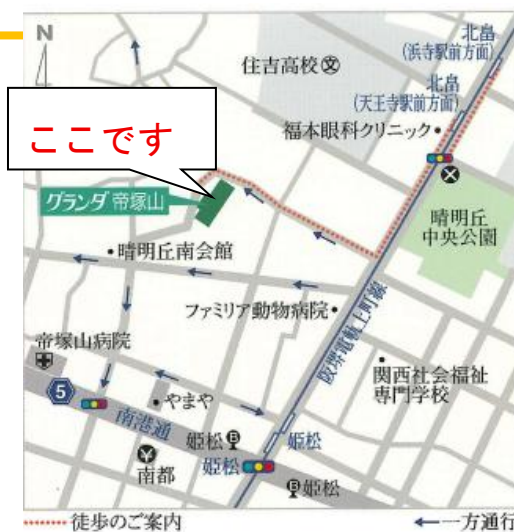 N
北畠
(浜寺駅前方面)
住吉高校 文
北畠
(天王寺駅前方面)
福本眼科クリニック
ここです
グランダ 帝塚山
晴明丘
中央公園
晴明丘南会館
ファミリア動物病院
阪堺電軌上町線
帝塚山病院
関西社会福祉
専門学校
5
やまや
南港通
姫松 B
姫松
南都
姫松
B 姫松
徒歩のご案内
一方通行